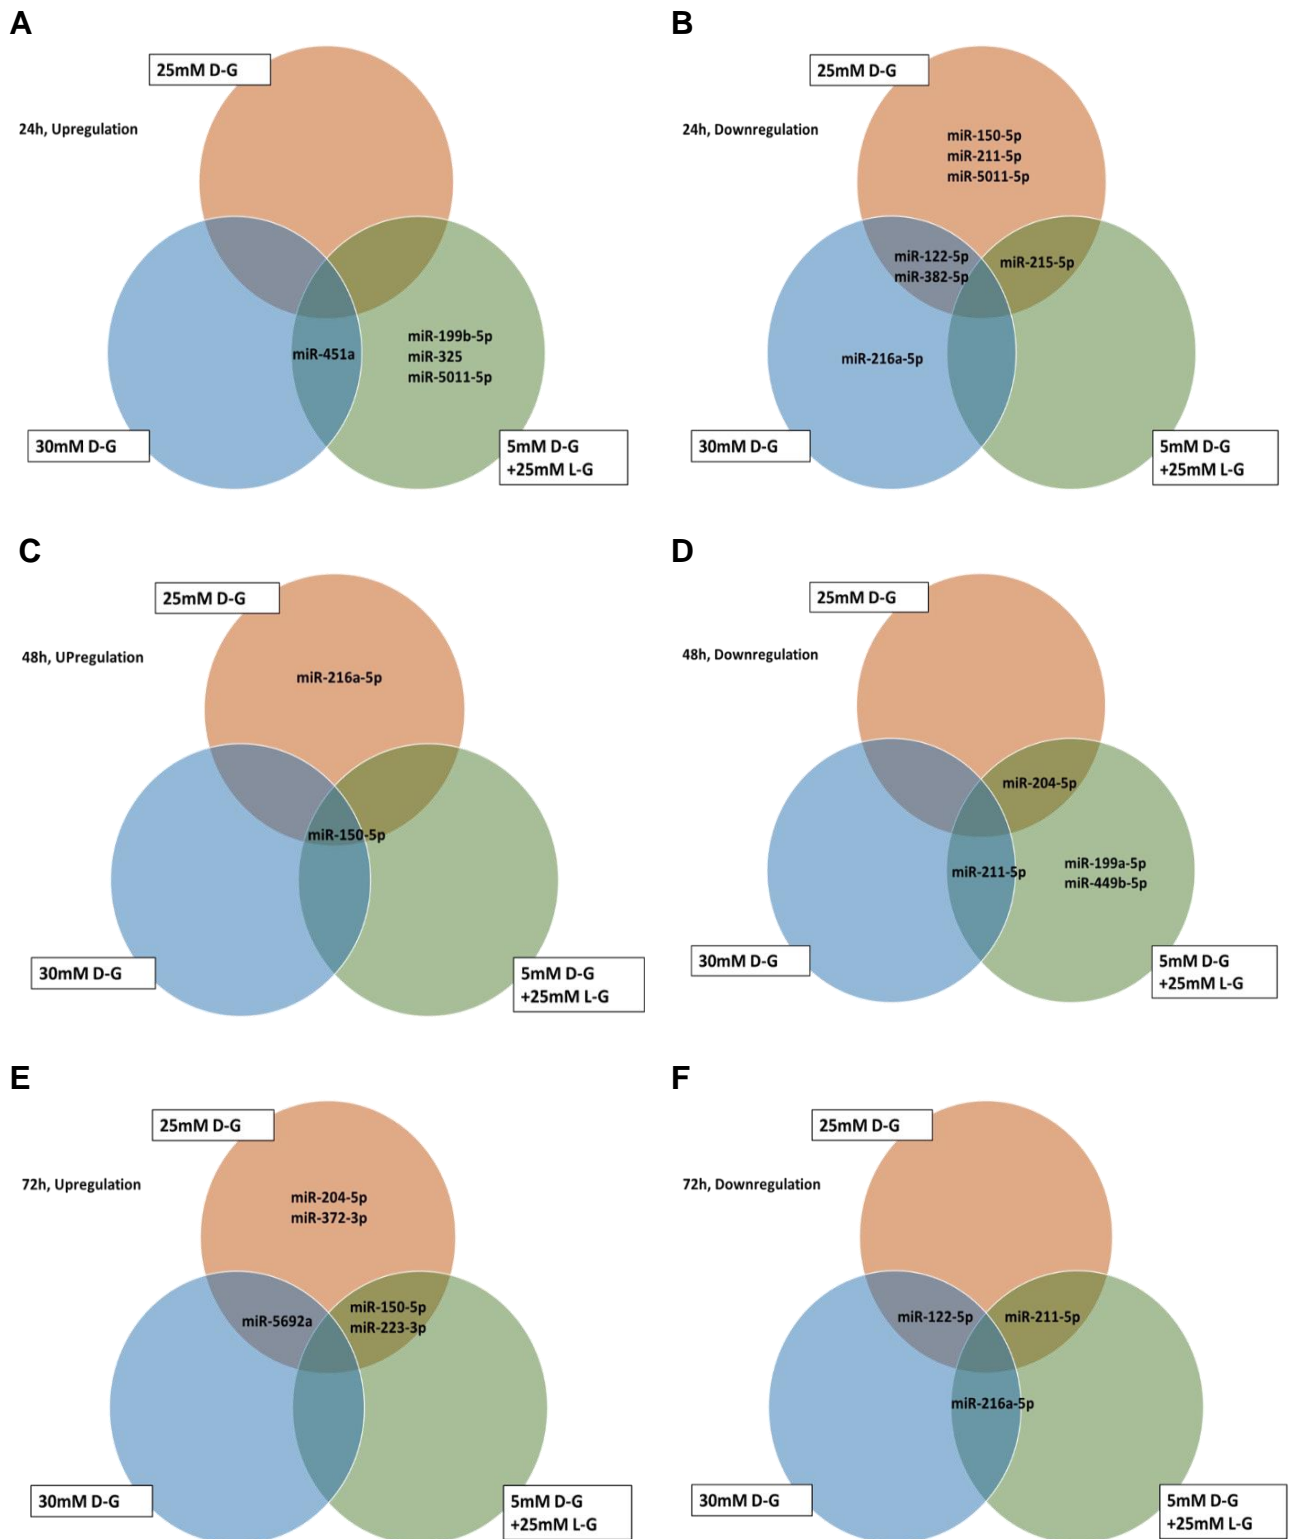 A
25mM D-G
24h, Upregulation
miR-451a
miR-199b-5p
miR-325
miR-5011-5p
30mM D-G
5mM D-G
+25mM L-G
B
25mM D-G
24h, Downregulation
miR-150-5p
miR-211-5p
miR-5011-5p
miR-122-5p
miR-382-5p
miR-215-5p
miR-216a-5p
30mM D-G
5mM D-G
+25mM L-G
C
25mM D-G
48h, UPregulation
miR-216a-5p
miR-150-5p
30mM D-G
5mM D-G
+25mM L-G
D
25mM D-G
48h, Downregulation
miR-204-5p
miR-211-5p
miR-199a-5p
miR-449b-5p
30mM D-G
5mM D-G
+25mM L-G
E
25mM D-G
72h, Upregulation
miR-204-5p
miR-372-3p
miR-5692a
miR-150-5p
miR-223-3p
30mM D-G
5mM D-G
+25mM L-G
F
25mM D-G
72h, Downregulation
miR-122-5p
miR-211-5p
miR-216a-5p
30mM D-G
5mM D-G
+25mM L-G